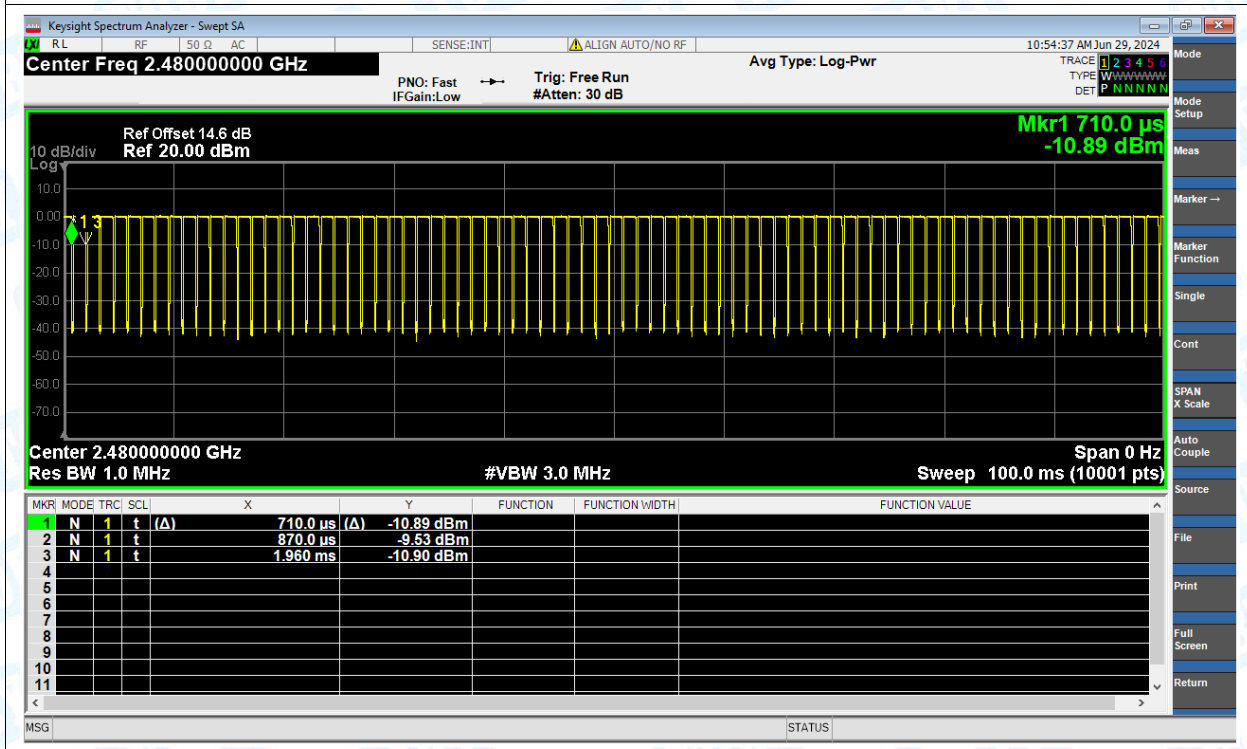 Keysight Spectrum Analyzer - Swept SA
LXI RL RF 50 Ω AC SENSE:INT ALIGN AUTO/NO RF 10:54:37 AM Jun 29, 2024
Center Freq 2.480000000 GHz
PNO: Fast
IFGain:Low
Trig: Free Run
#Atten: 30 dB
Avg Type: Log-Pwr
TRACE 1 2 3 4 5 6
TYPE WWWWWW
DET P N N N N N
Ref Offset 14.6 dB
Ref 20.00 dBm
10 dB/div
Log
Mkr1 710.0 µs
-10.89 dBm
10.0
0.00
-10.0
-20.0
-30.0
-40.0
-50.0
-60.0
-70.0
1 3
Center 2.480000000 GHz
Res BW 1.0 MHz
#VBW 3.0 MHz
Span 0 Hz
Sweep 100.0 ms (10001 pts)
MKR MODE TRC SCL X Y FUNCTION FUNCTION WIDTH FUNCTION VALUE
1 N 1 t (Δ) 710.0 µs (Δ) -10.89 dBm
2 N 1 t 870.0 µs -9.53 dBm
3 N 1 t 1.960 ms -10.90 dBm
4
5
6
7
8
9
10
11
MSG STATUS
Mode
Mode
Setup
Meas
Marker →
Marker
Function
Single
Cont
SPAN
X Scale
Auto
Couple
Source
File
Print
Full
Screen
Return